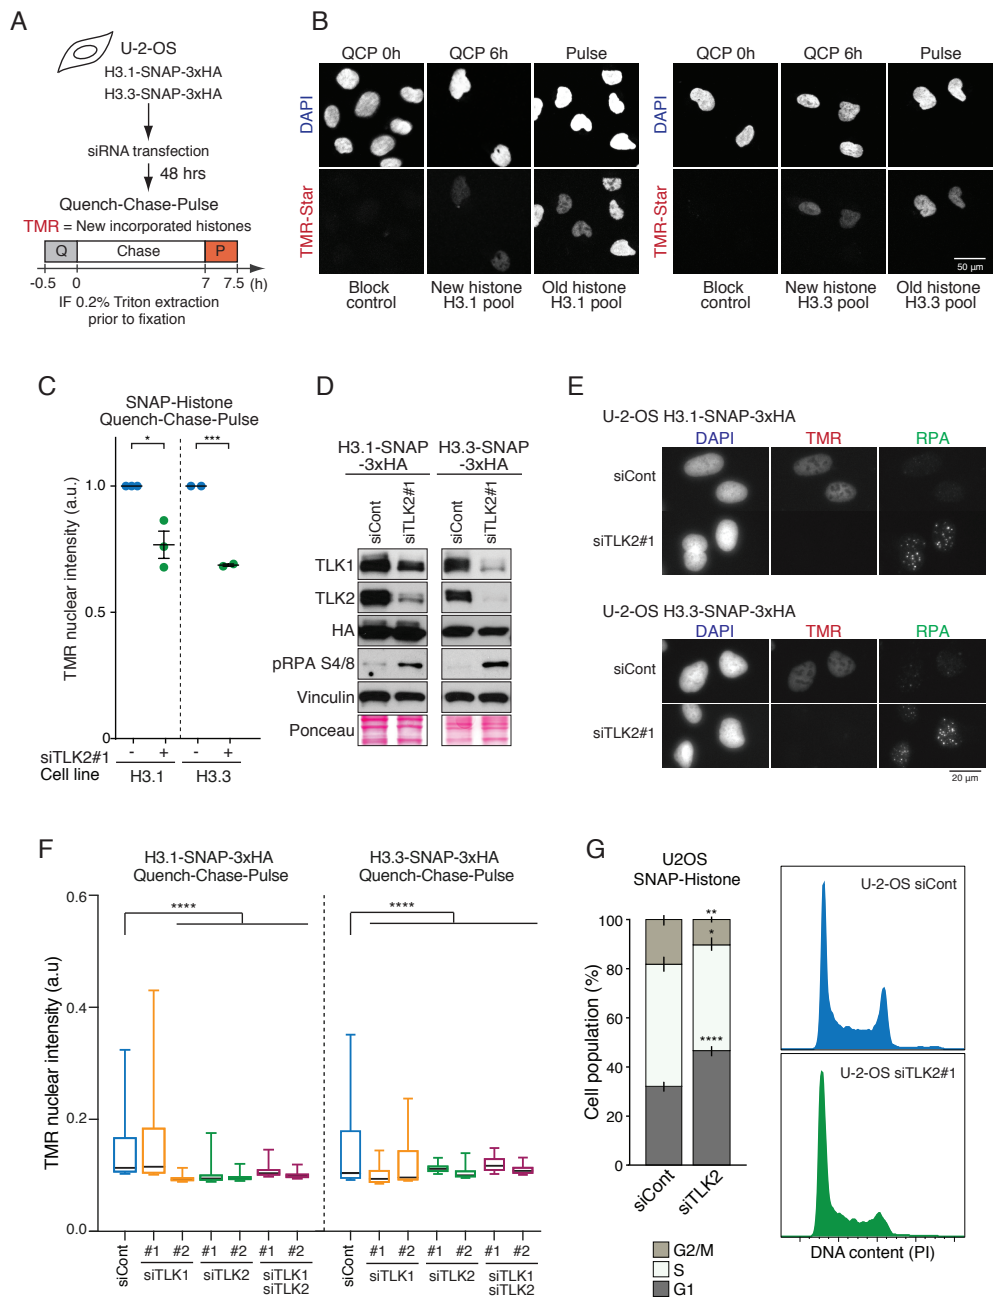 A
U-2-OS
H3.1-SNAP-3xHA
H3.3-SNAP-3xHA
siRNA transfection
48 hrs
Quench-Chase-Pulse
TMR = New incorporated histones
Q Chase P
-0.5 0 7 7.5 (h)
IF 0.2% Triton extraction
prior to fixation
B
QCP 0h QCP 6h Pulse QCP 0h QCP 6h Pulse
DAPI DAPI
TMR-Star TMR-Star
50 µm
Block control New histone H3.1 pool Old histone H3.1 pool Block control New histone H3.3 pool Old histone H3.3 pool
C
SNAP-Histone
Quench-Chase-Pulse
* ***
TMR nuclear intensity (a.u.)
1.0
0.5
0
siTLK2#1 - + - +
Cell line H3.1 H3.3
D
H3.1-SNAP -3xHA H3.3-SNAP -3xHA
siCont siTLK2#1 siCont siTLK2#1
TLK1
TLK2
HA
pRPA S4/8
Vinculin
Ponceau
E
U-2-OS H3.1-SNAP-3xHA
DAPI TMR RPA
siCont
siTLK2#1
U-2-OS H3.3-SNAP-3xHA
DAPI TMR RPA
siCont
siTLK2#1
20 µm
F
H3.1-SNAP-3xHA Quench-Chase-Pulse
H3.3-SNAP-3xHA Quench-Chase-Pulse
**** ****
TMR nuclear intensity (a.u)
0.6
0.4
0.2
0.0
siCont #1 #2 #1 #2 #1 #2 siCont #1 #2 #1 #2 #1 #2
siTLK1 siTLK2 siTLK1 siTLK2 siTLK1 siTLK2 siTLK1 siTLK2
G
U2OS
SNAP-Histone
Cell population (%)
100
80
60
40
20
0
**
*
****
siCont siTLK2
G2/M
S
G1
U-2-OS siCont
U-2-OS siTLK2#1
DNA content (PI)